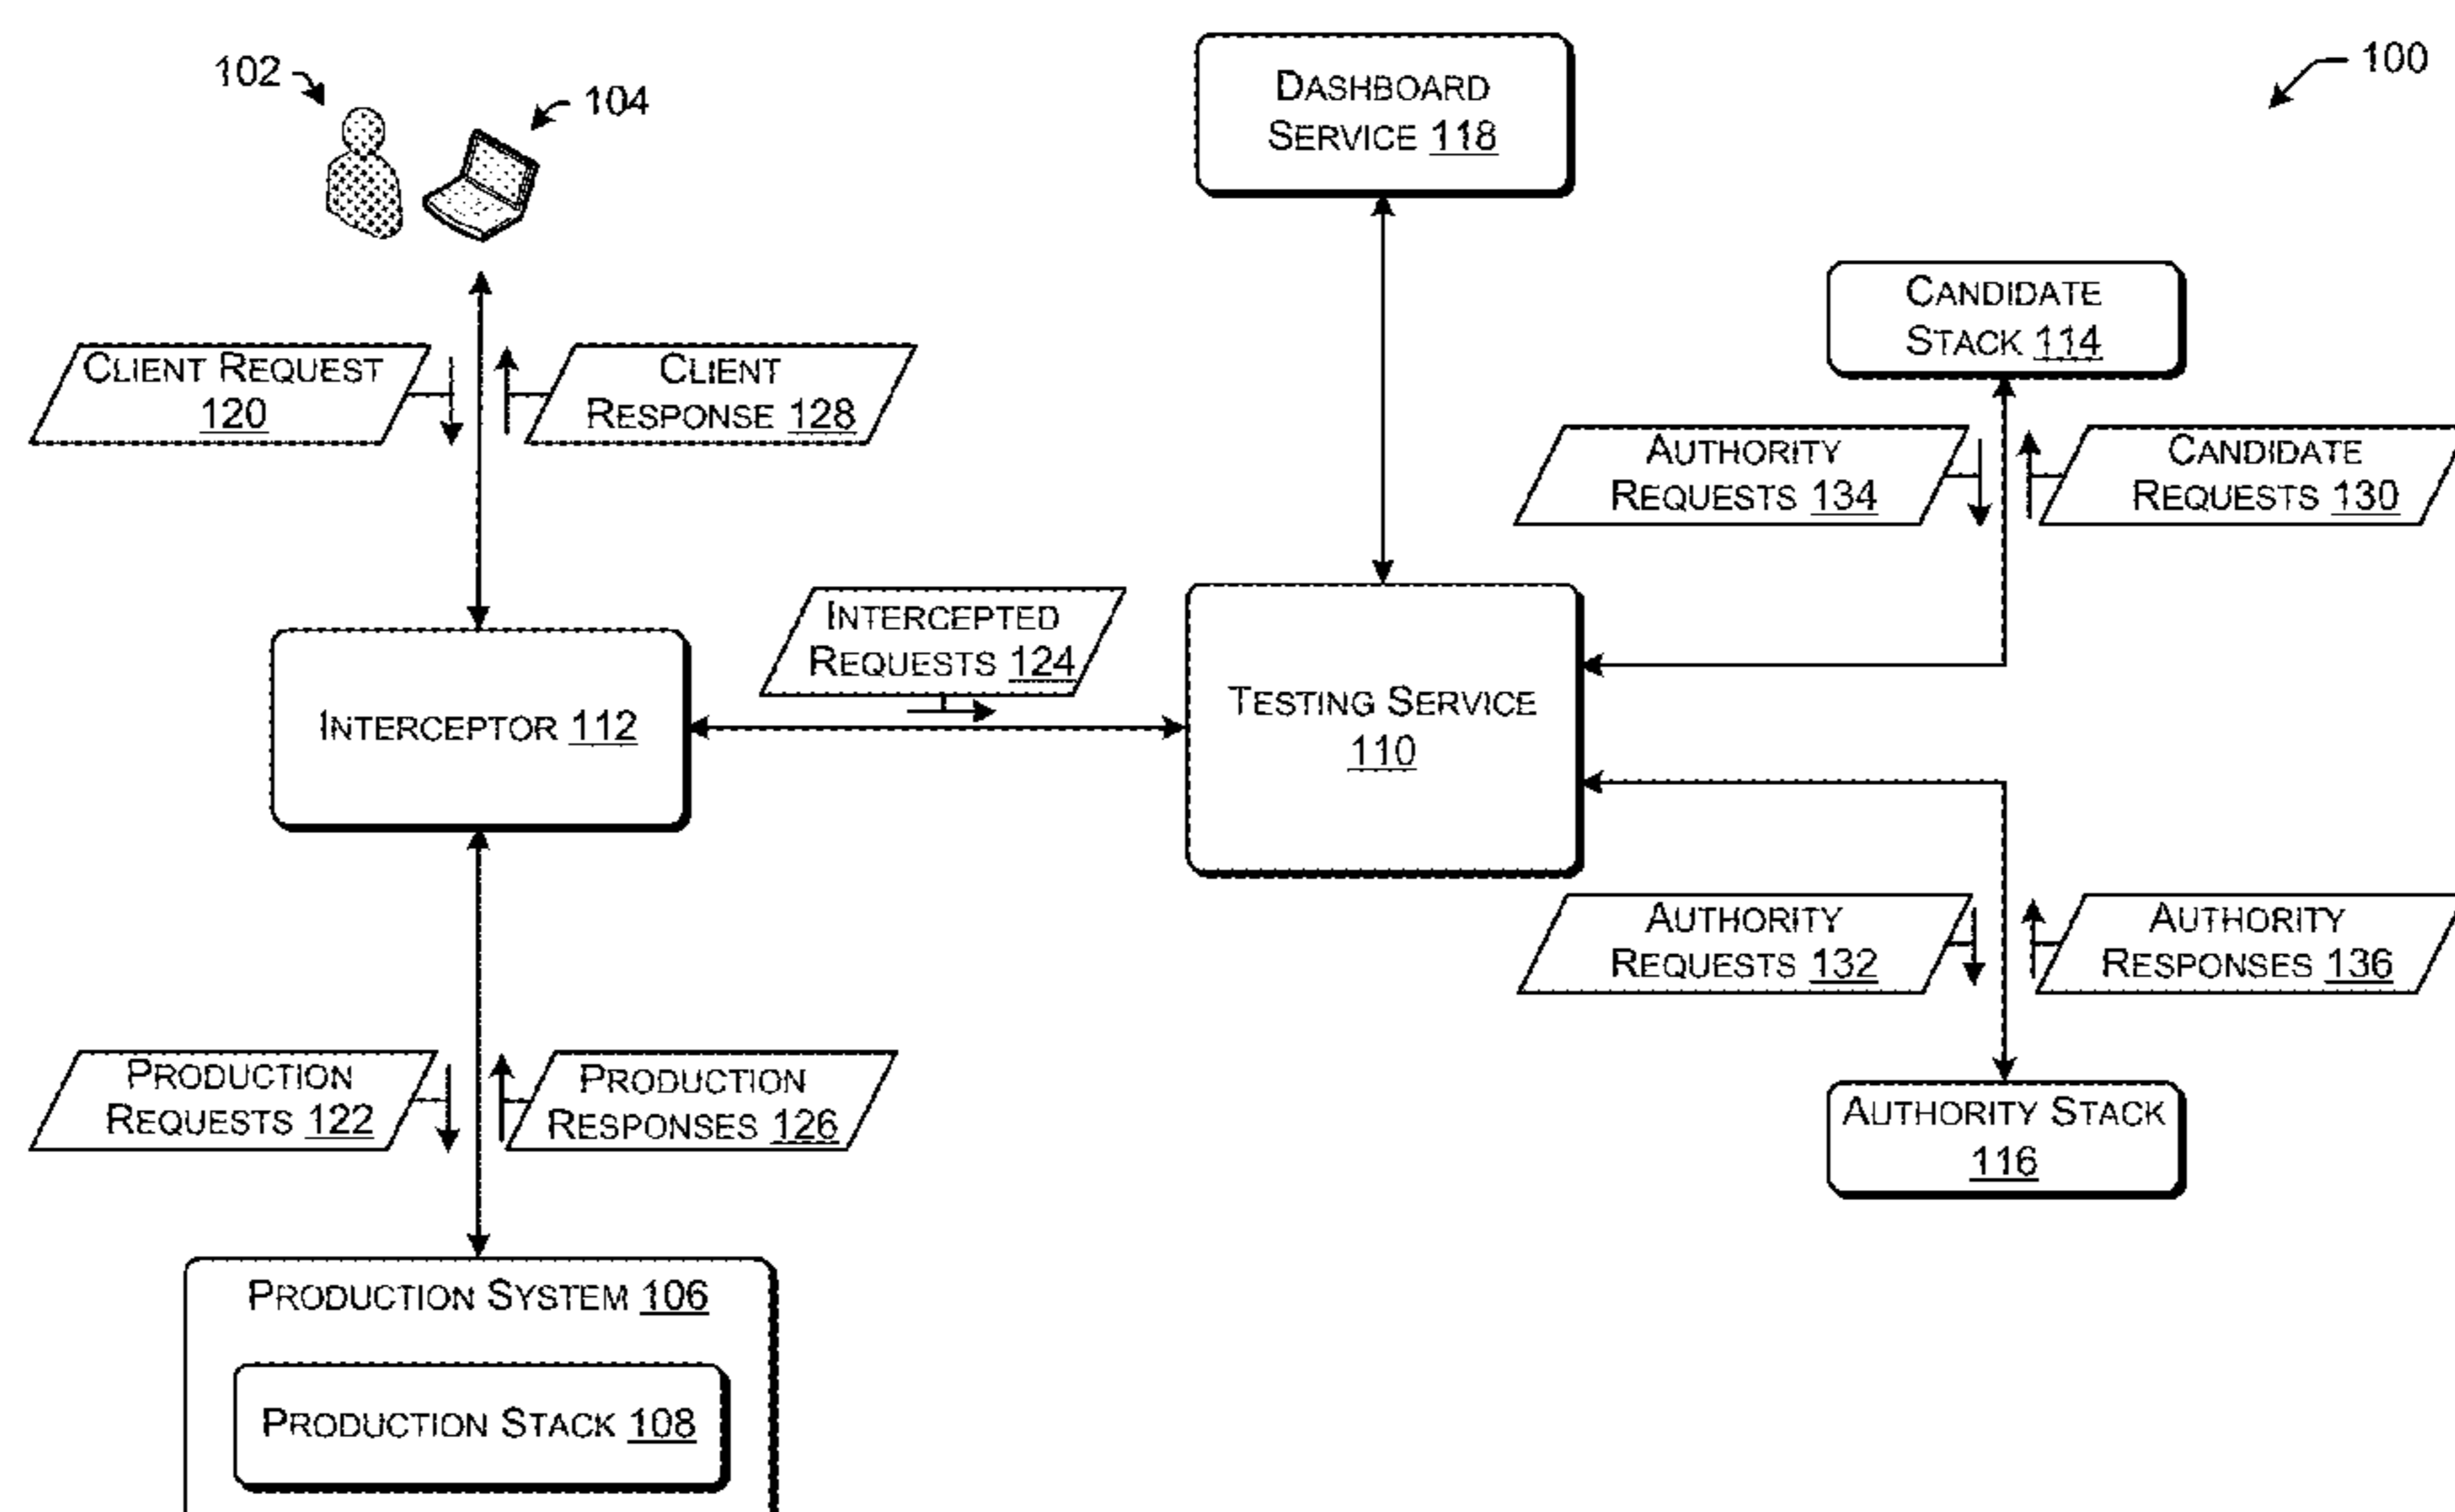 102
104
DASHBOARD
SERVICE 118
100
CANDIDATE
STACK 114
CLIENT REQUEST
120
CLIENT
RESPONSE 128
AUTHORITY
REQUESTS 134
CANDIDATE
REQUESTS 130
INTERCEPTED
REQUESTS 124
INTERCEPTOR 112
TESTING SERVICE
110
AUTHORITY
REQUESTS 132
AUTHORITY
RESPONSES 136
PRODUCTION
REQUESTS 122
PRODUCTION
RESPONSES 126
AUTHORITY STACK
116
PRODUCTION SYSTEM 106
PRODUCTION STACK 108